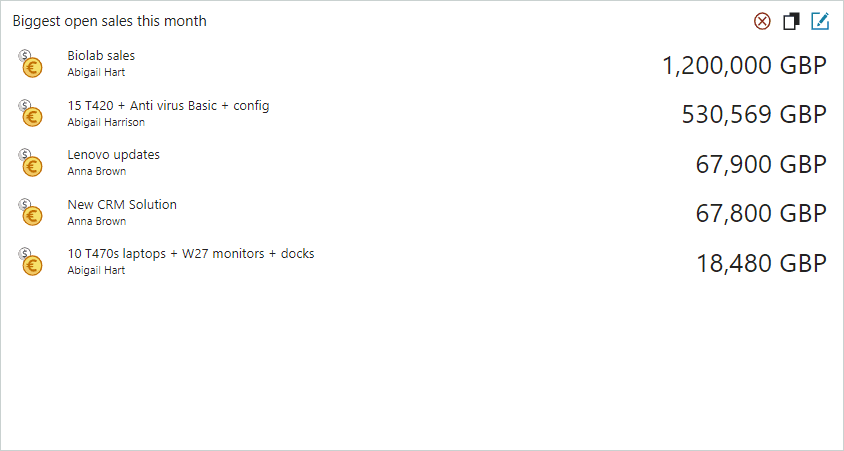 Biggest open sales this month
Biolab sales
Abigail Hart
1,200,000 GBP
15 T420 + Anti virus Basic + config
Abigail Harrison
530,569 GBP
Lenovo updates
Anna Brown
67,900 GBP
New CRM Solution
Anna Brown
67,800 GBP
10 T470s laptops + W27 monitors + docks
Abigail Hart
18,480 GBP